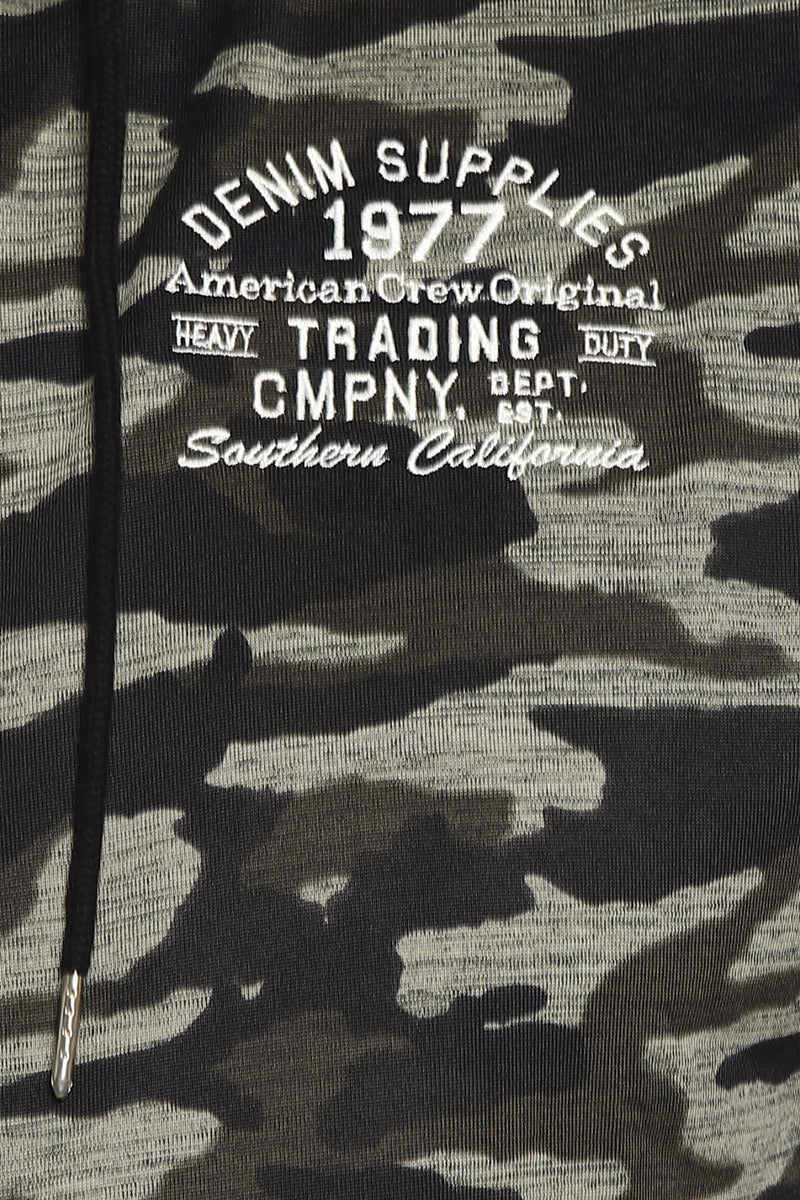 DENIM SUPPLIES
1977
American Crew Original
HEAVY TRADING DUTY
CMPNY. DEPT. EST.
Southern California